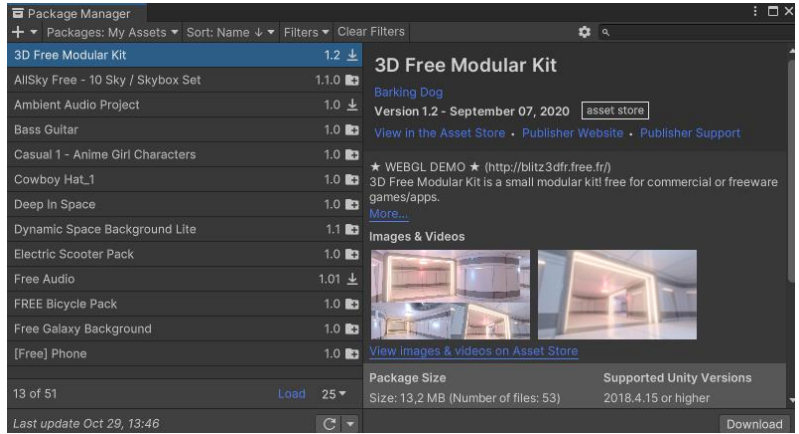 Package Manager
+ Packages: My Assets Sort: Name ↓ Filters Clear Filters
3D Free Modular Kit 1.2
AllSky Free - 10 Sky / Skybox Set 1.1.0
Ambient Audio Project 1.0
Bass Guitar 1.0
Casual 1 - Anime Girl Characters 1.0
Cowboy Hat_1 1.0
Deep In Space 1.0
Dynamic Space Background Lite 1.1
Electric Scooter Pack 1.0
Free Audio 1.01
FREE Bicycle Pack 1.0
Free Galaxy Background 1.0
[Free] Phone 1.0
13 of 51 Load 25
Last update Oct 29, 13:46
3D Free Modular Kit
Barking Dog
Version 1.2 - September 07, 2020 asset store
View in the Asset Store • Publisher Website • Publisher Support
★ WEBGL DEMO ★ (http://blitz3dfr.free.fr/)
3D Free Modular Kit is a small modular kit! free for commercial or freeware
games/apps.
More...
Images & Videos
View images & videos on Asset Store
Package Size Supported Unity Versions
Size: 13,2 MB (Number of files: 53) 2018.4.15 or higher
Download